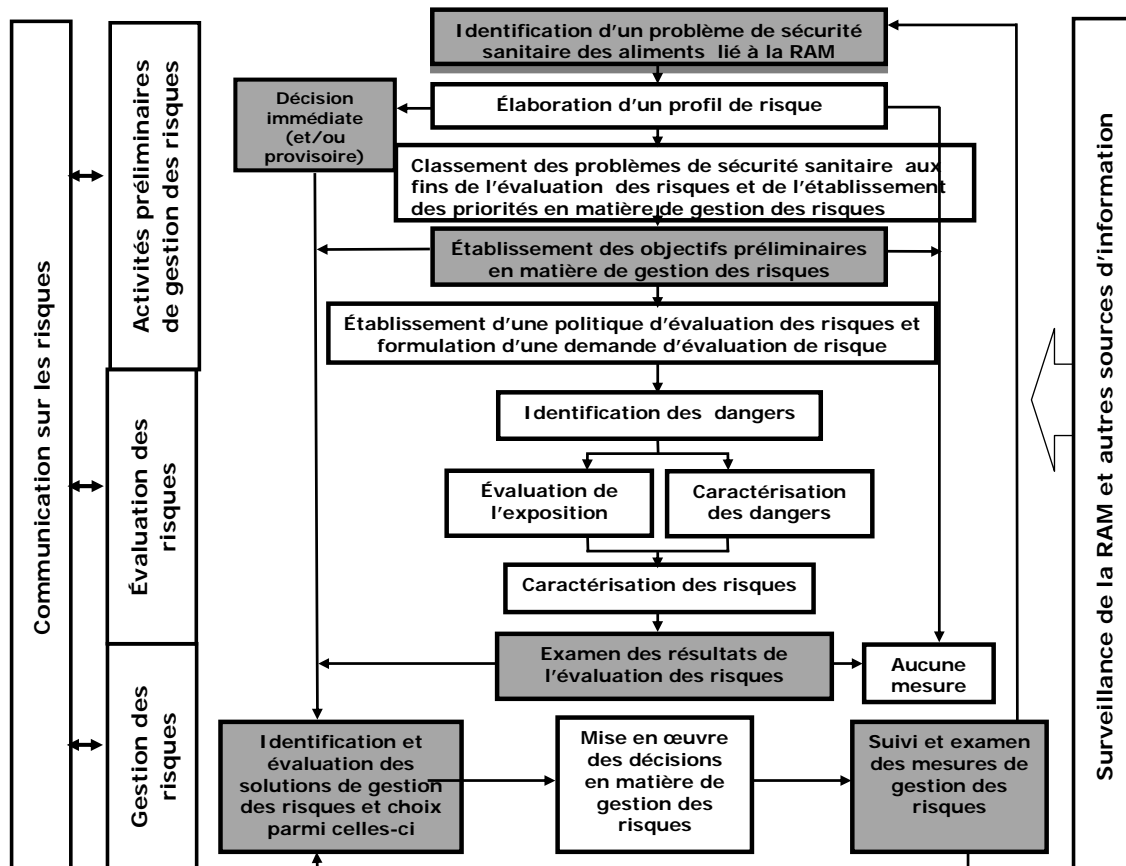 Communication sur les risques
Activités préliminaires
de gestion des risques
Évaluation des
risques
Gestion des
risques
Identification d'un problème de sécurité
sanitaire des aliments lié à la RAM
Décision
immédiate
(et/ou
provisoire)
Élaboration d'un profil de risque
Classement des problèmes de sécurité sanitaire aux
fins de l'évaluation des risques et de l'établissement
des priorités en matière de gestion des risques
Établissement des objectifs préliminaires
en matière de gestion des risques
Établissement d'une politique d'évaluation des risques et
formulation d'une demande d'évaluation de risque
Identification des dangers
Évaluation de
l'exposition
Caractérisation
des dangers
Caractérisation des risques
Examen des résultats de
l'évaluation des risques
Aucune
mesure
Identification et
évaluation des
solutions de gestion
des risques et choix
parmi celles-ci
Mise en œuvre
des décisions
en matière de
gestion des
risques
Suivi et examen
des mesures de
gestion des
risques
Surveillance de la RAM et autres sources d'information